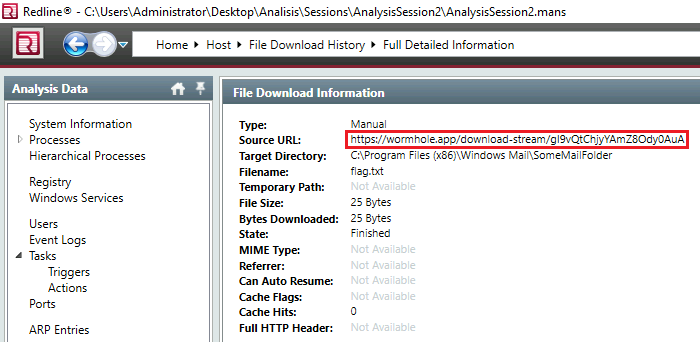 Redline® - C:\Users\Administrator\Desktop\Analisis\Sessions\AnalysisSession2\AnalysisSession2.mans
R Home Host File Download History Full Detailed Information
Analysis Data
System Information
Processes
Hierarchical Processes
Registry
Windows Services
Users
Event Logs
Tasks
Triggers
Actions
Ports
ARP Entries
File Download Information
Type: Manual
Source URL: https://wormhole.app/download-stream/gI9vQtChjyYAmZ8Ody0AuA
Target Directory: C:\Program Files (x86)\Windows Mail\SomeMailFolder
Filename: flag.txt
Temporary Path: Not Available
File Size: 25 Bytes
Bytes Downloaded: 25 Bytes
State: Finished
MIME Type: Not Available
Referrer: Not Available
Can Auto Resume: Not Available
Cache Flags: Not Available
Cache Hits: 0
Full HTTP Header: Not Available